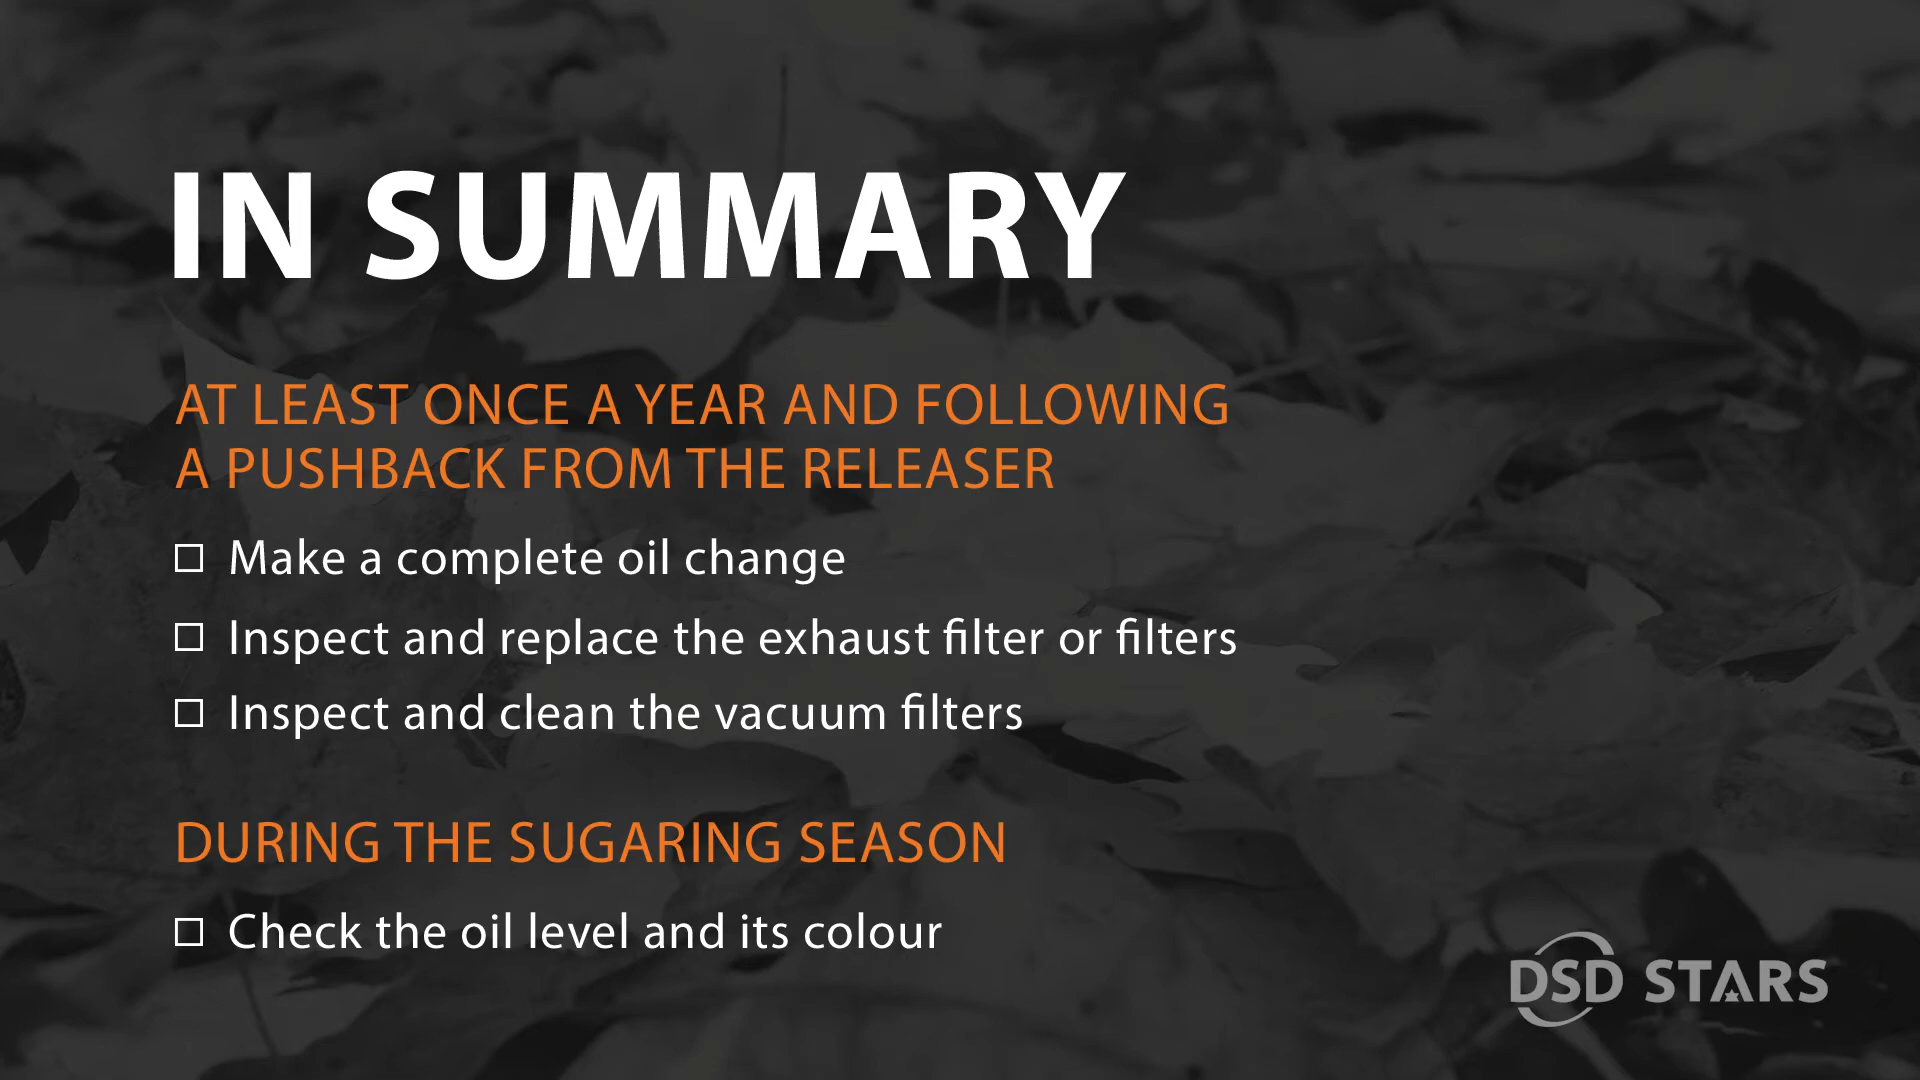 IN SUMMARY
AT LEAST ONCE A YEAR AND FOLLOWING
A PUSHBACK FROM THE RELEASER
☐ Make a complete oil change
☐ Inspect and replace the exhaust filter or filters
☐ Inspect and clean the vacuum filters
DURING THE SUGARING SEASON
☐ Check the oil level and its colour
DSD STARS